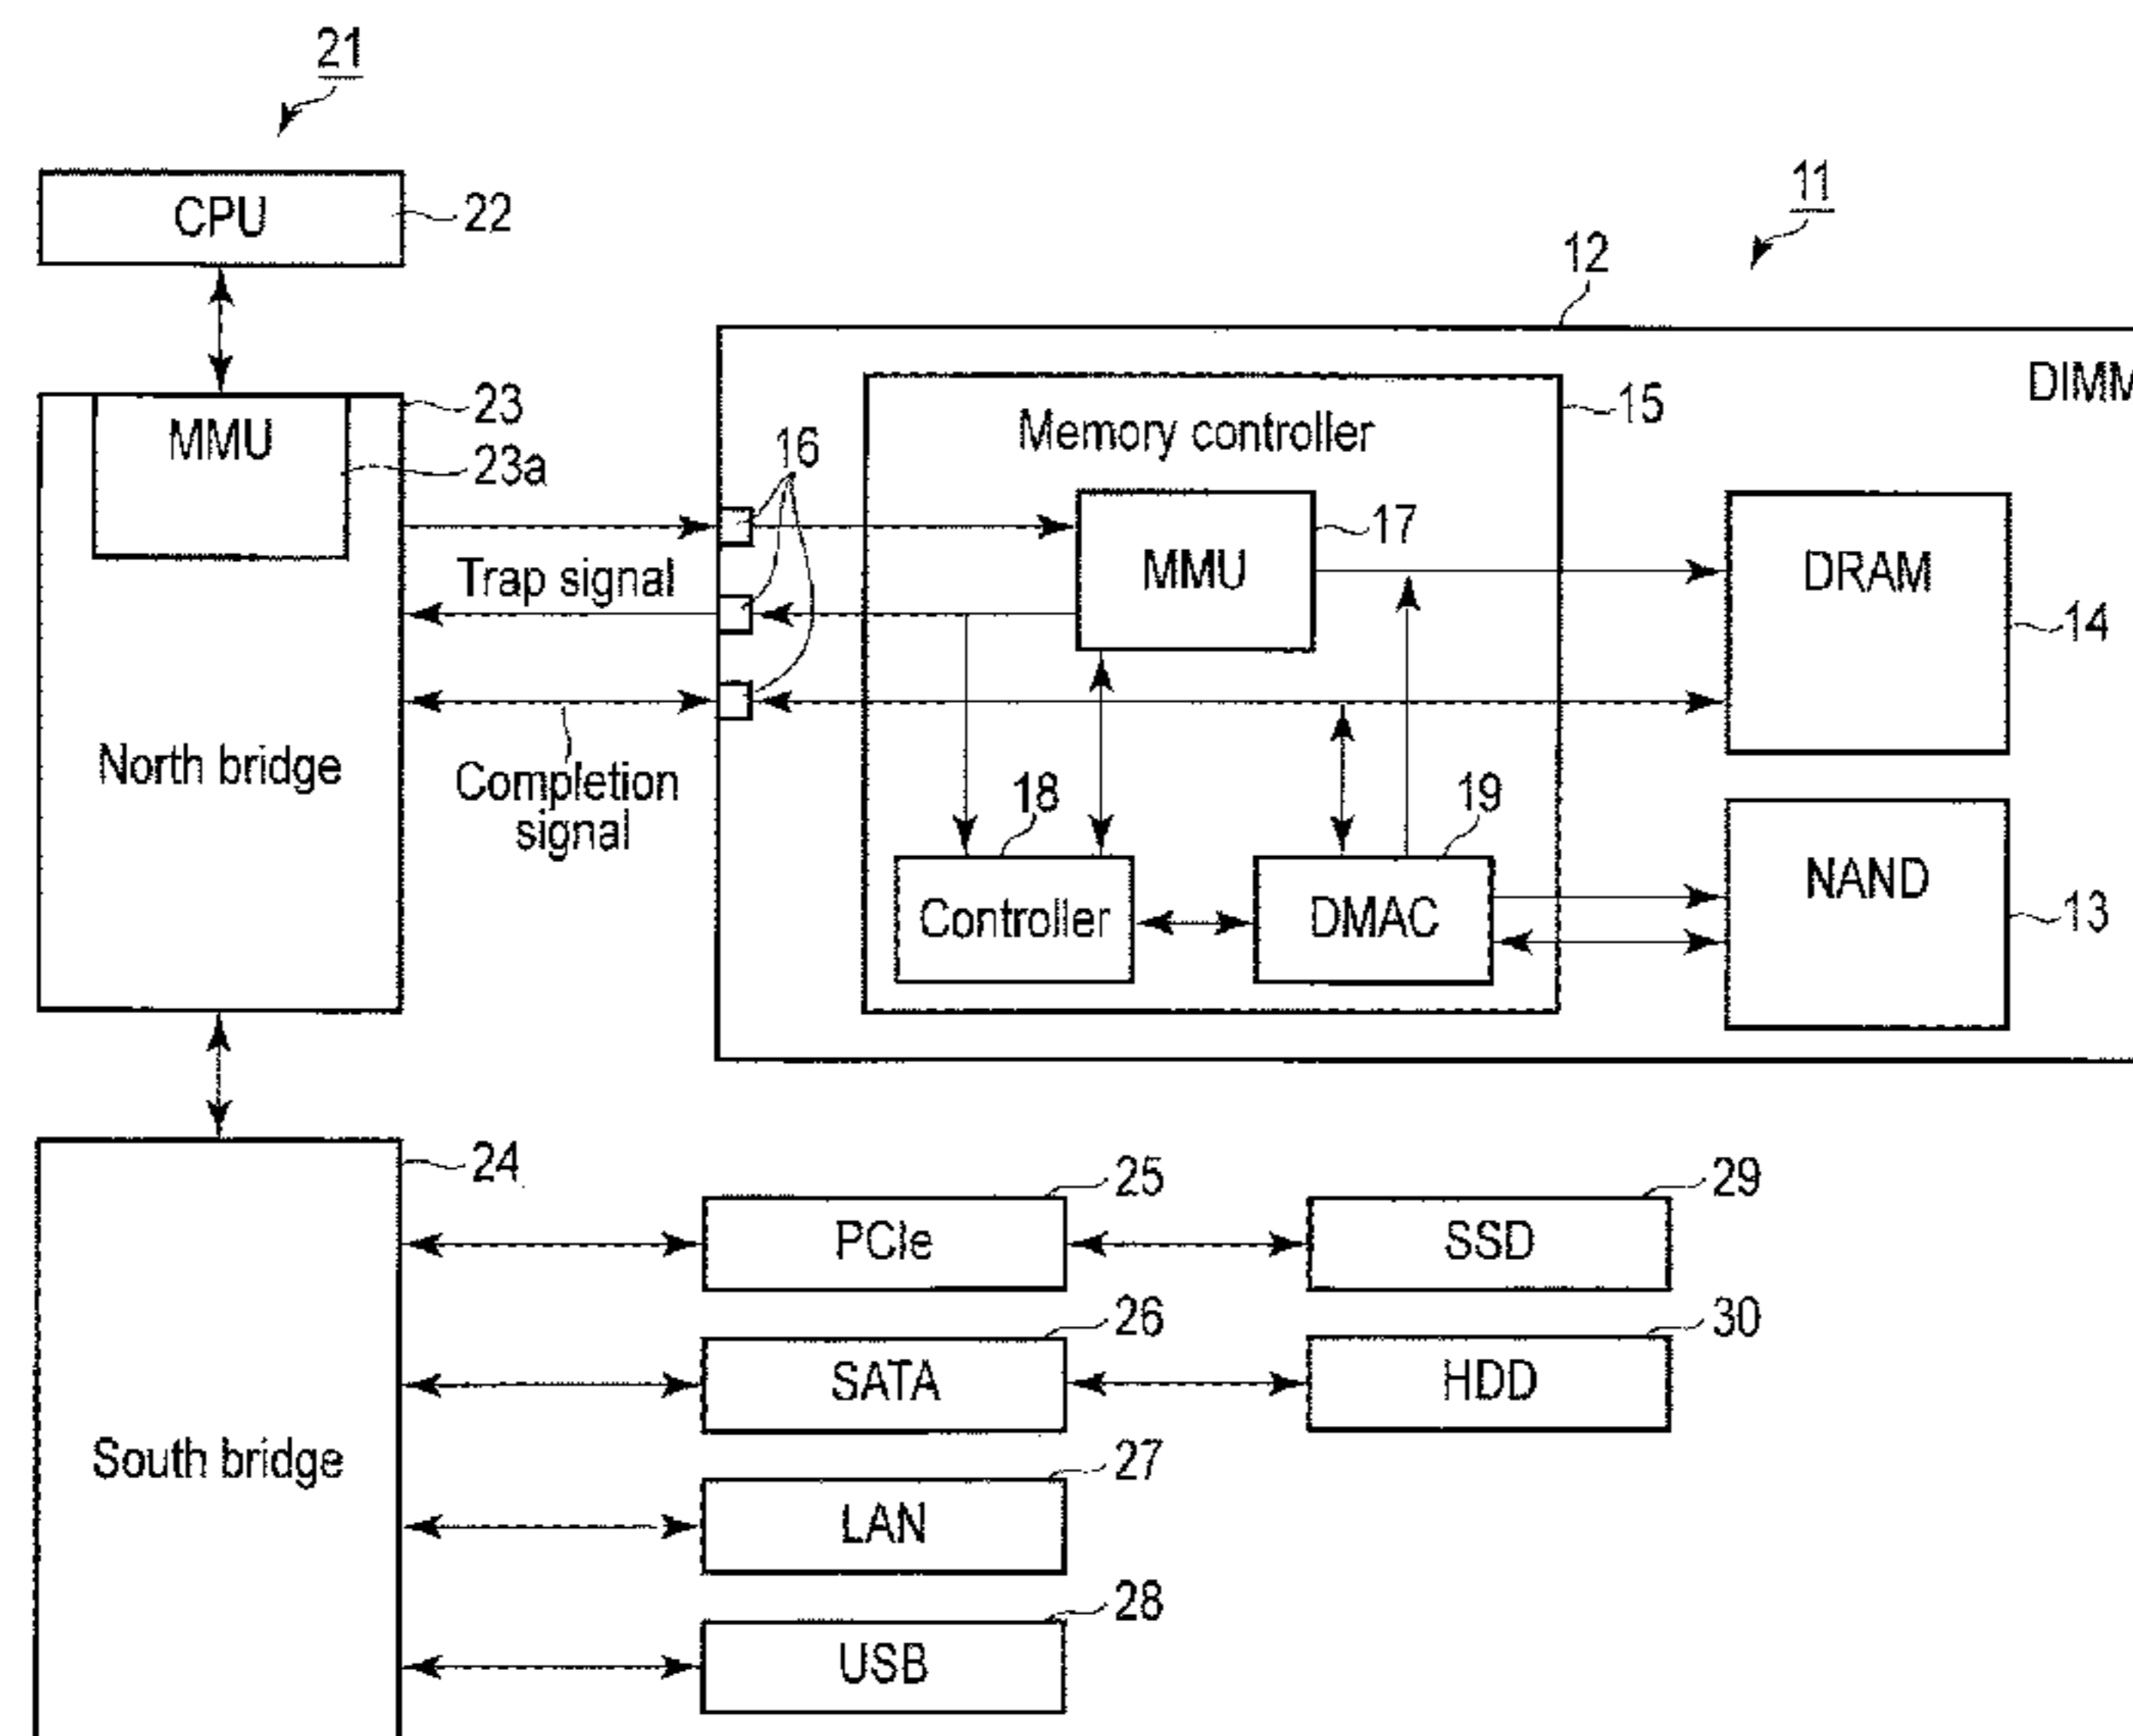 21
11
CPU
22
12
DIMM
MMU
23
23a
16
Memory controller
15
MMU
17
DRAM
14
Trap signal
North bridge
Completion
signal
18
19
Controller
DMAC
NAND
13
24
25
29
PCIe
SSD
26
30
SATA
HDD
South bridge
27
LAN
28
USB